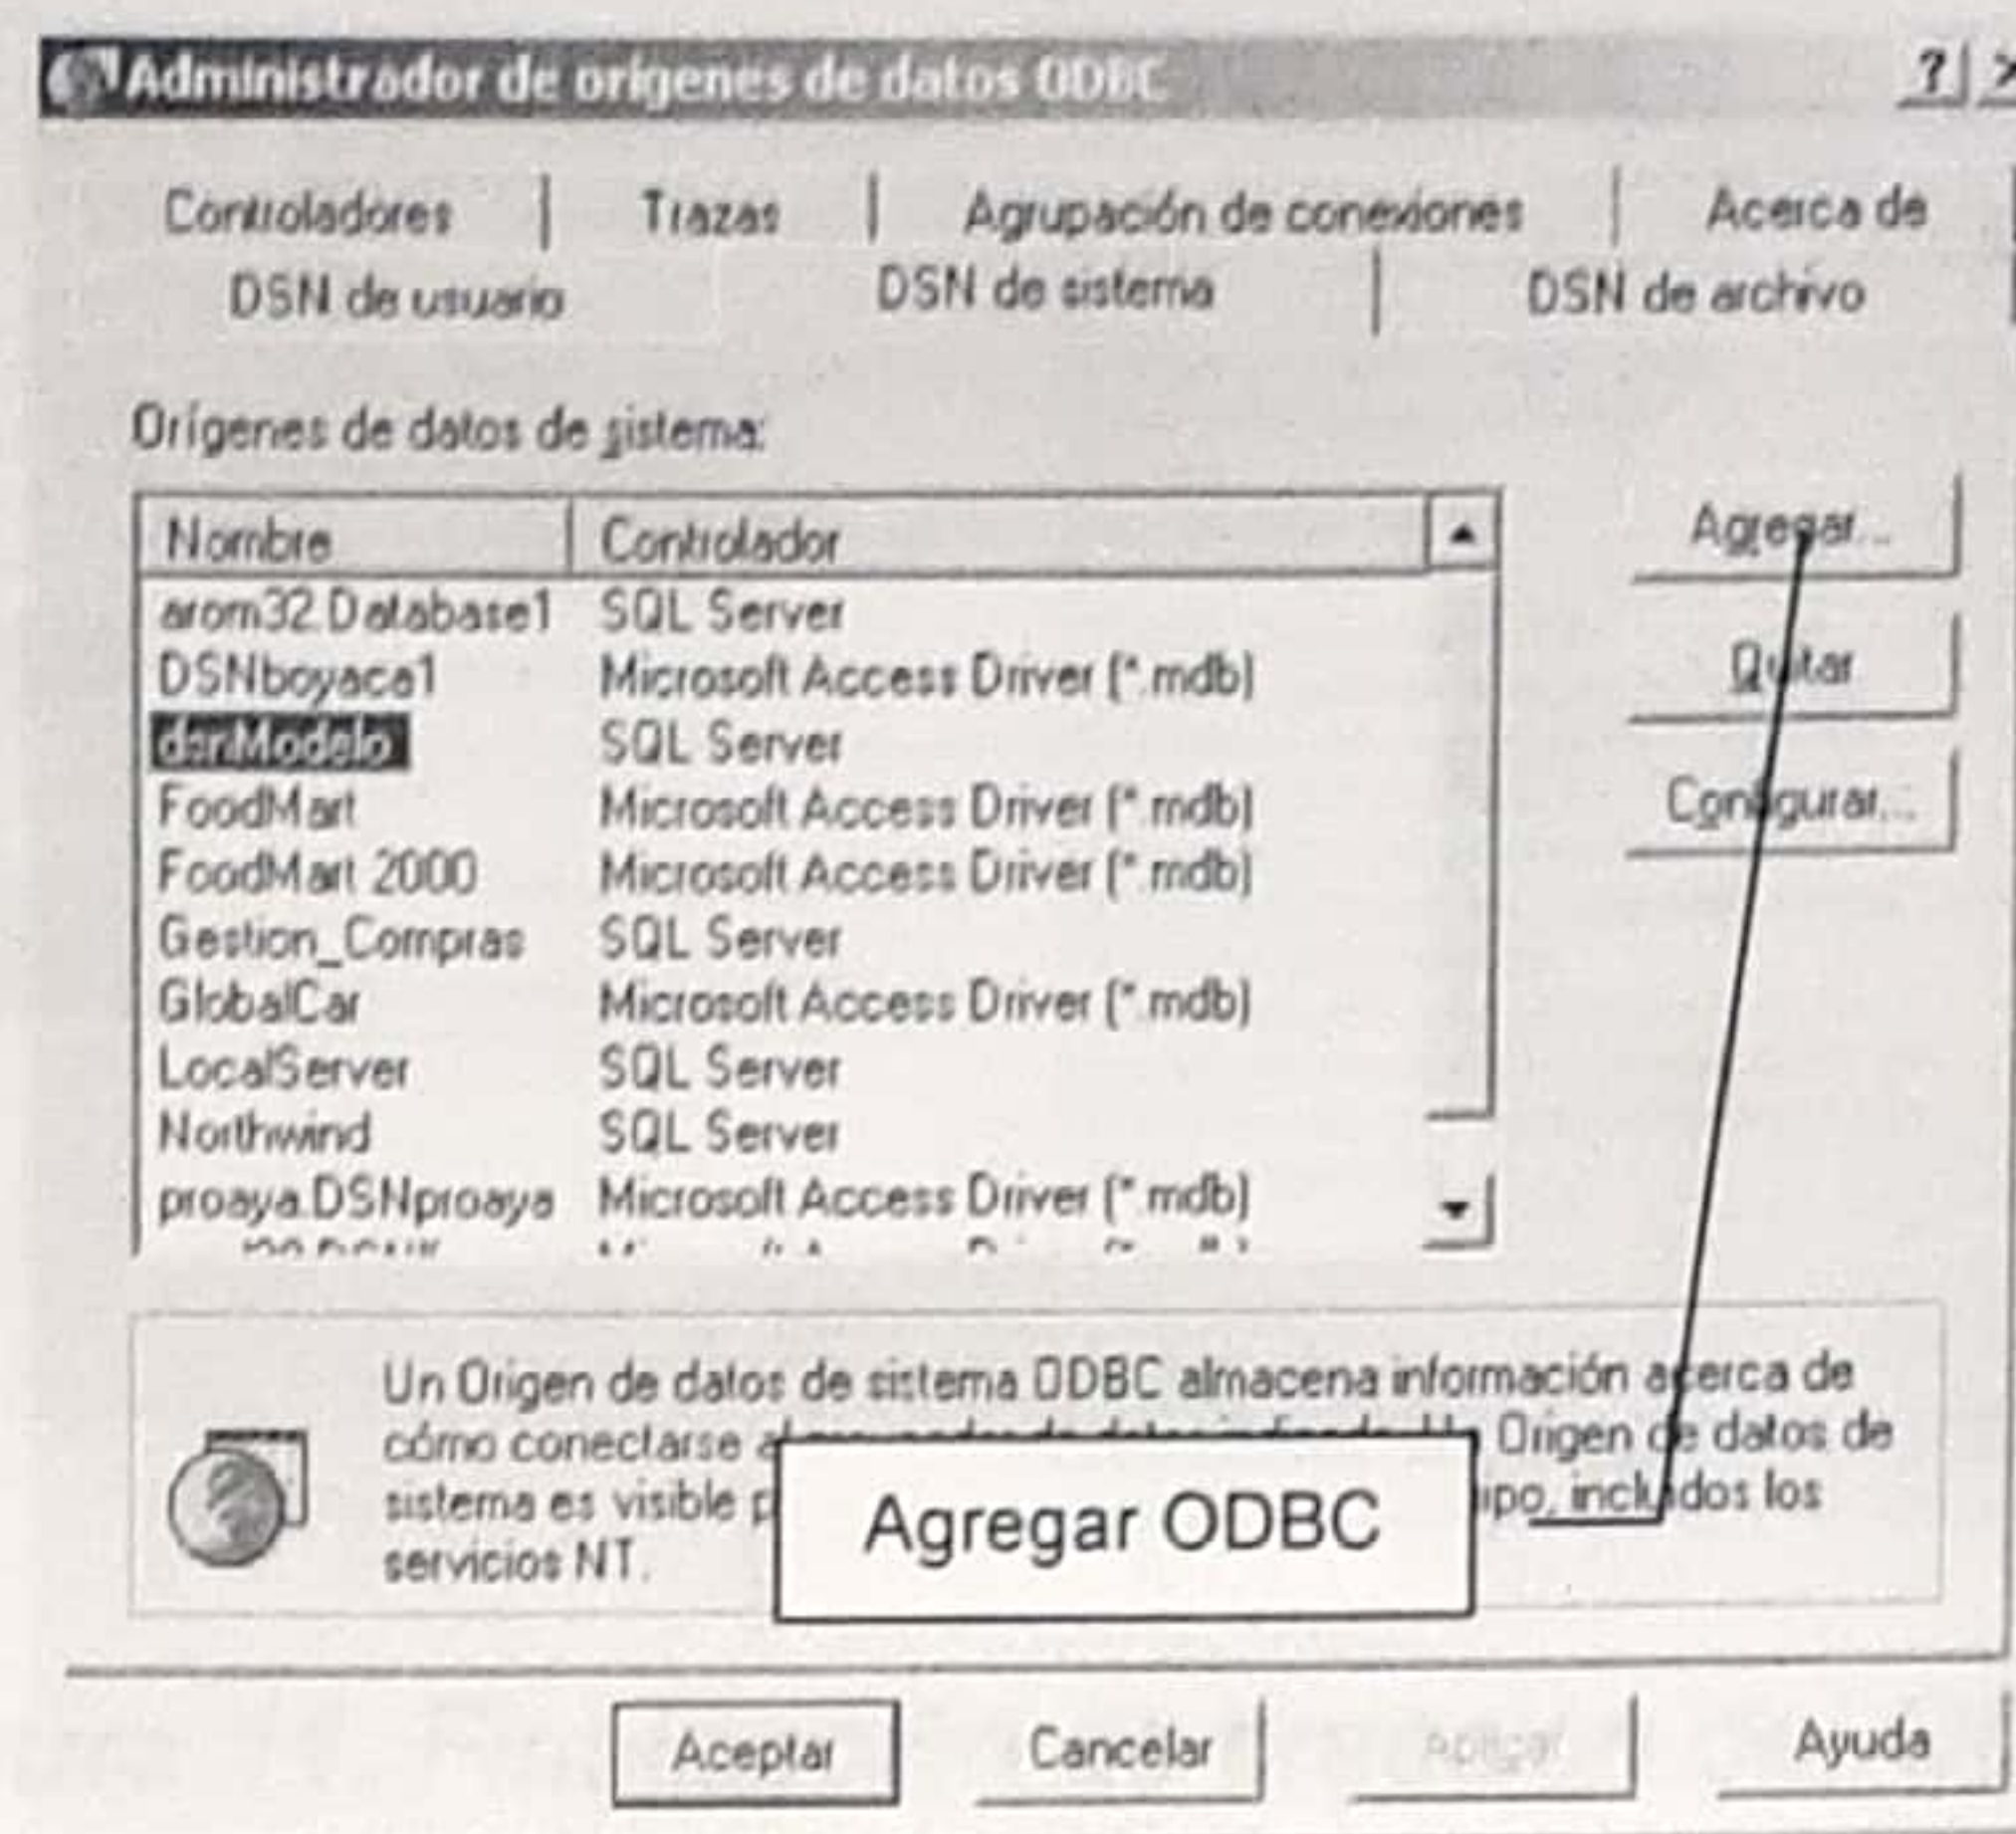 Administrador de orígenes de datos ODBC
Controladores Trazas Agrupación de conexiones Acerca de
DSN de usuario DSN de sistema DSN de archivo
Orígenes de datos de sistema:
Nombre Controlador
Agregar...
arom32.Database1 SQL Server
DSNboyaca1 Microsoft Access Driver (*.mdb)
Quitar
dsnModelo SQL Server
FoodMart Microsoft Access Driver (*.mdb)
Configurar...
FoodMart 2000 Microsoft Access Driver (*.mdb)
Gestion_Compras SQL Server
GlobalCar Microsoft Access Driver (*.mdb)
LocalServer SQL Server
Northwind SQL Server
proaya.DSNproaya Microsoft Access Driver (*.mdb)
Un Origen de datos de sistema ODBC almacena información acerca de
cómo conectarse Origen de datos de
sistema es visible incluidos los
servicios NT.
Agregar ODBC
Aceptar Cancelar Aplicar Ayuda